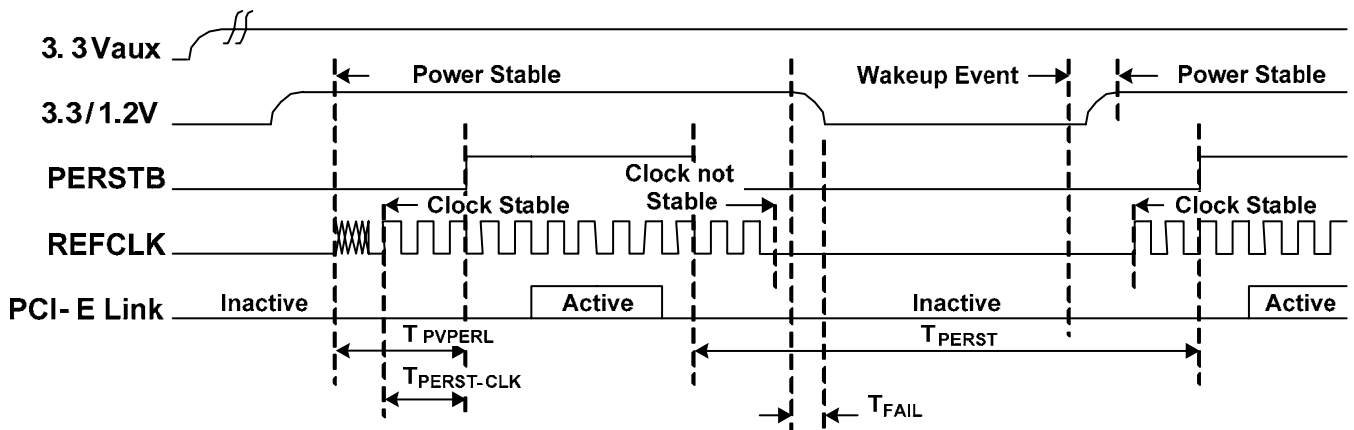 3.3Vaux
Power Stable
Wakeup Event
Power Stable
3.3/1.2V
PERSTB
Clock not
Stable
Clock Stable
Clock Stable
REFCLK
PCI-E Link
Inactive
Active
Inactive
Active
TPVPERL
TPERST
TPERST-CLK
TFAIL